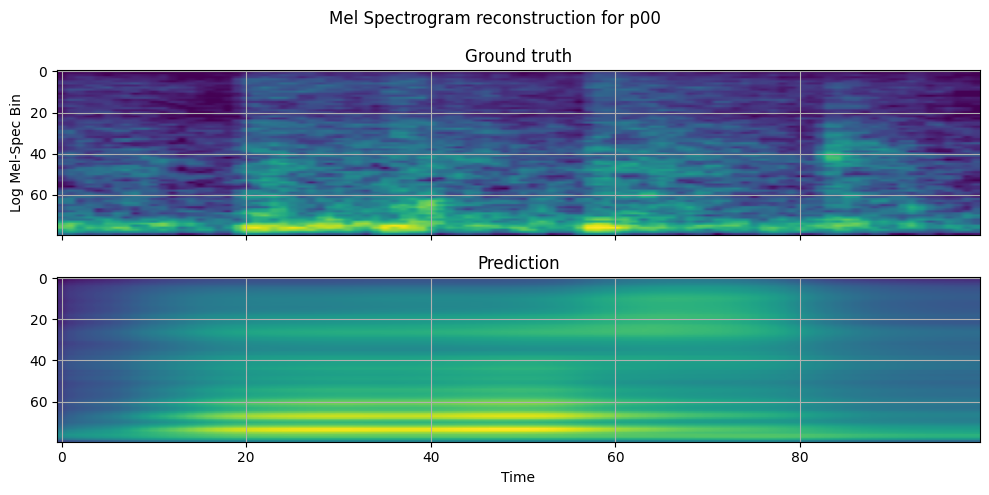 Mel Spectrogram reconstruction for p00
Ground truth
Log Mel-Spec Bin
0
20
40
60
Prediction
0
20
40
60
0 20 40 60 80
Time